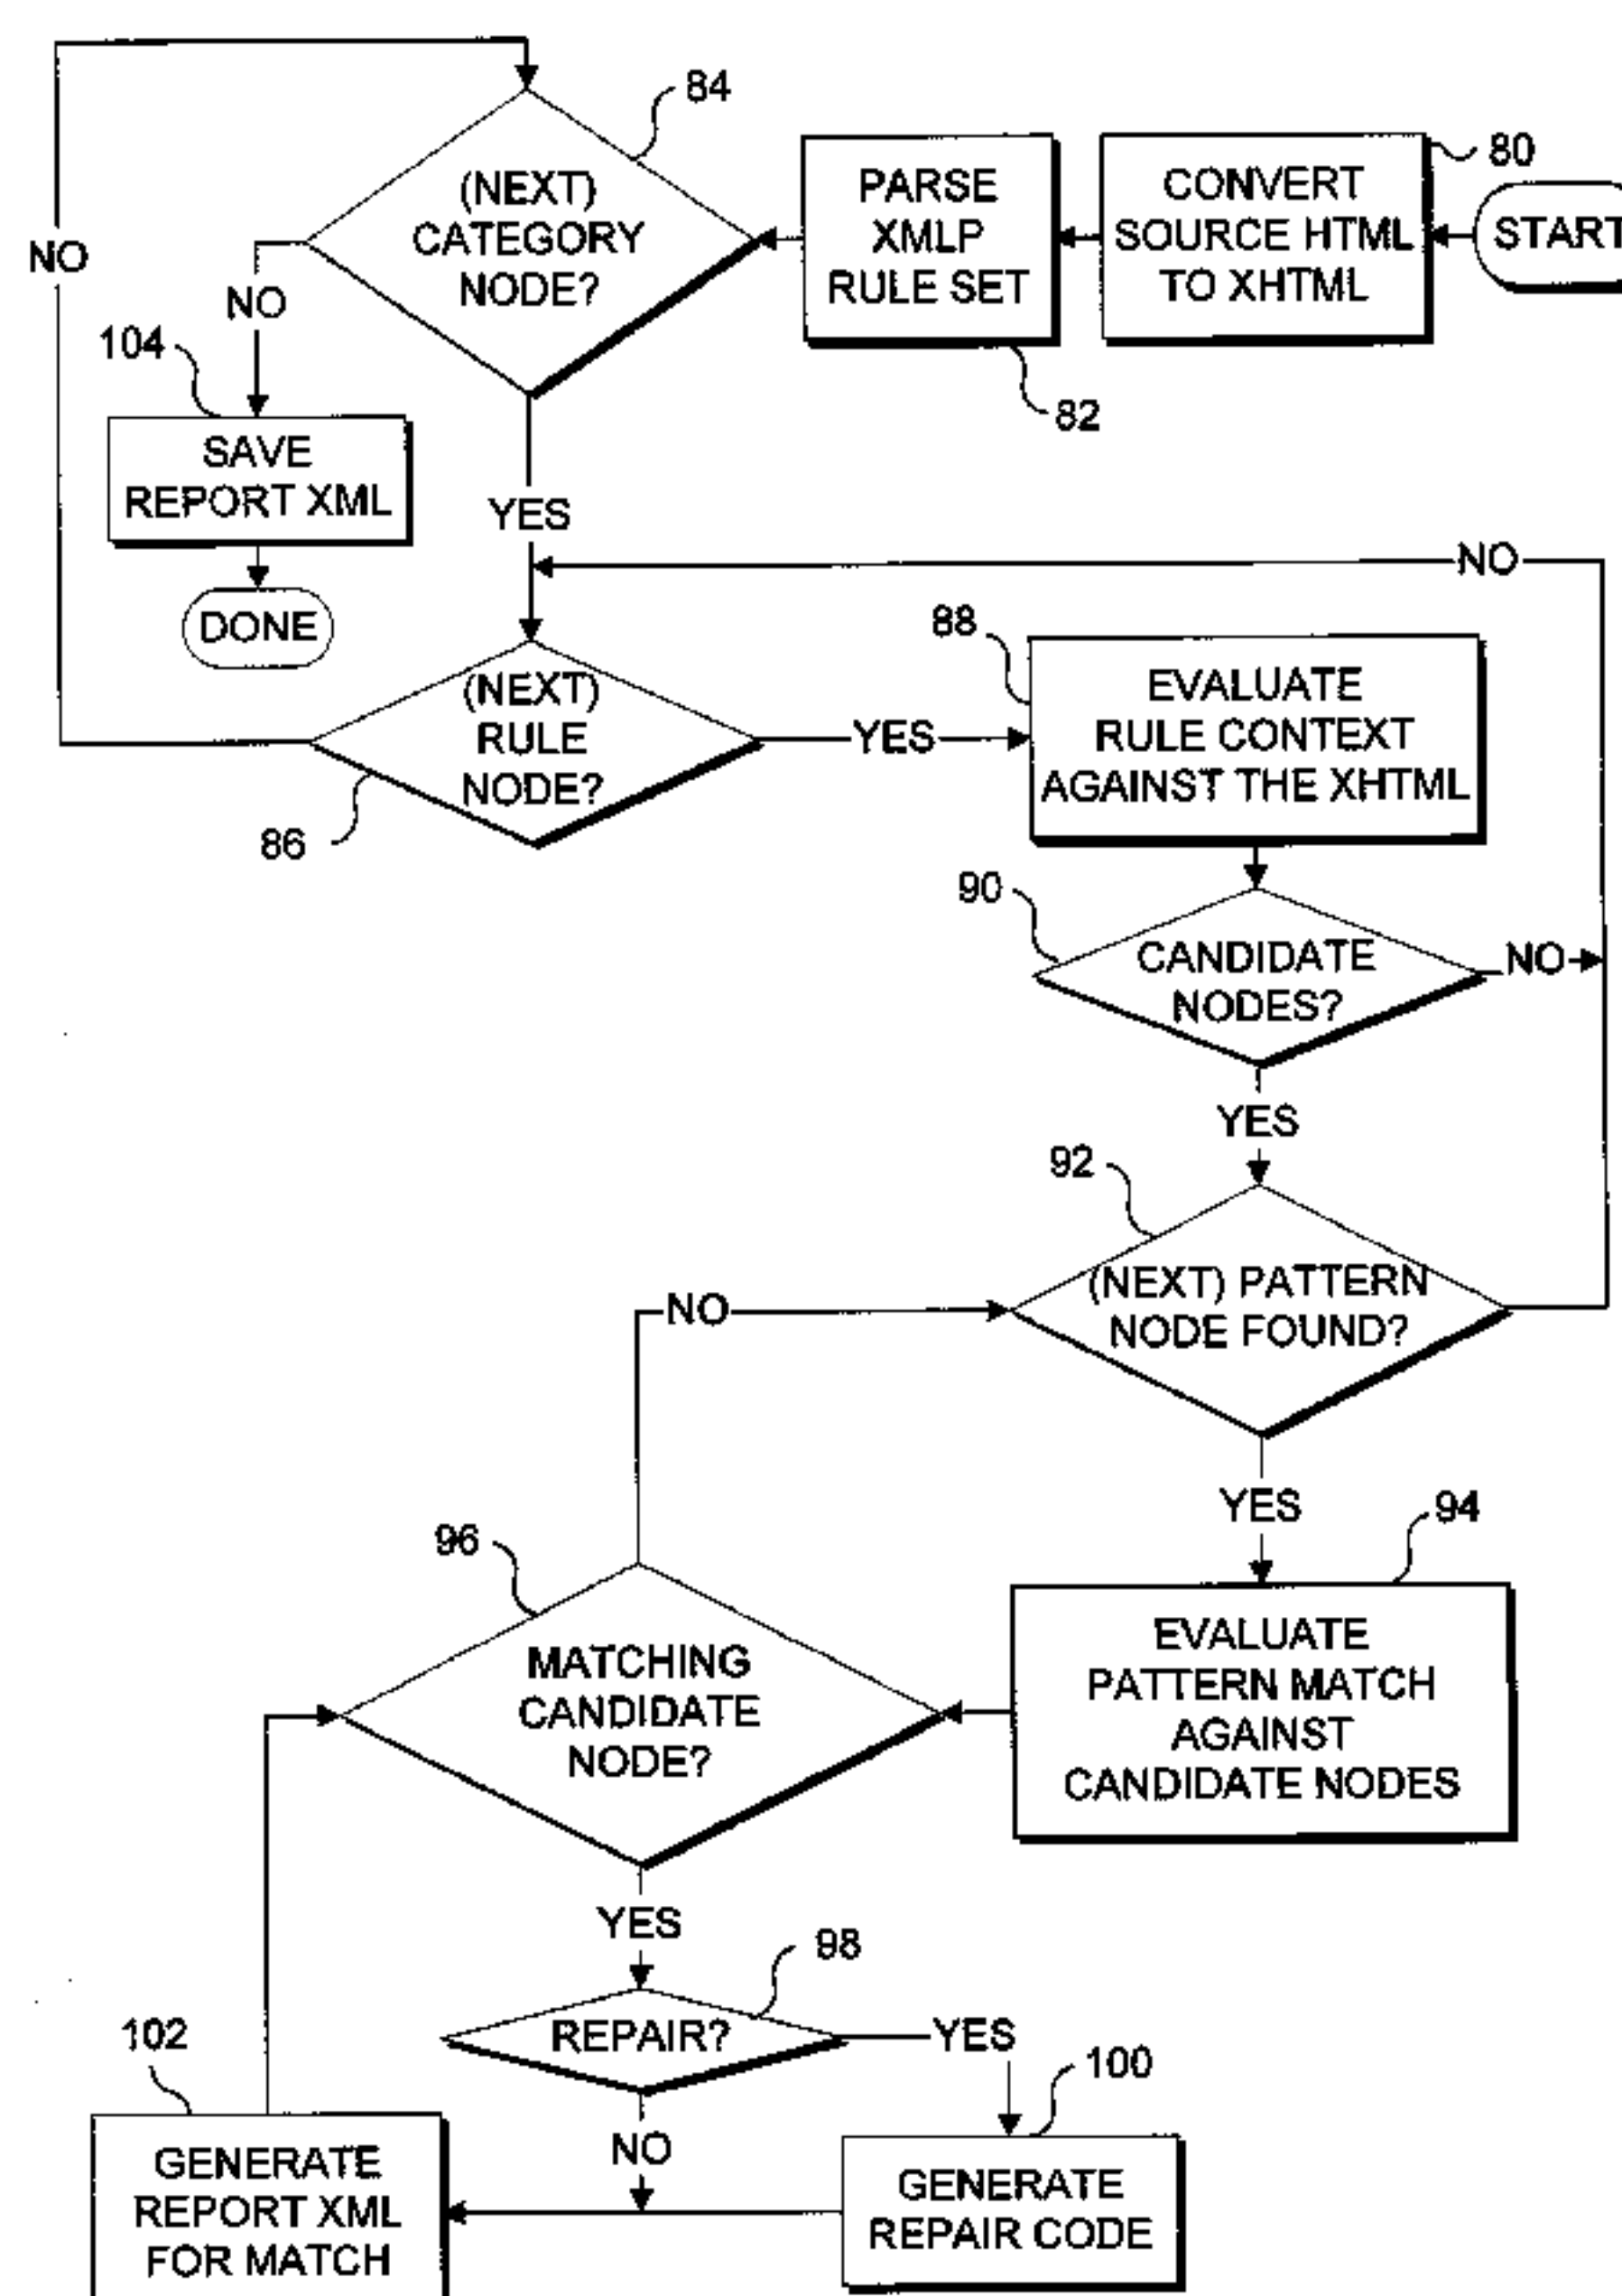 84
80
START
CONVERT
SOURCE HTML
TO XHTML
PARSE
XMLP
RULE SET
82
(NEXT)
CATEGORY
NODE?
NO
NO
104
SAVE
REPORT XML
DONE
YES
NO
88
(NEXT)
RULE
NODE?
86
YES
EVALUATE
RULE CONTEXT
AGAINST THE XHTML
90
CANDIDATE
NODES?
NO
YES
92
(NEXT) PATTERN
NODE FOUND?
NO
YES
94
96
EVALUATE
PATTERN MATCH
AGAINST
CANDIDATE NODES
MATCHING
CANDIDATE
NODE?
YES
98
REPAIR?
YES
102
100
NO
GENERATE
REPORT XML
FOR MATCH
GENERATE
REPAIR CODE